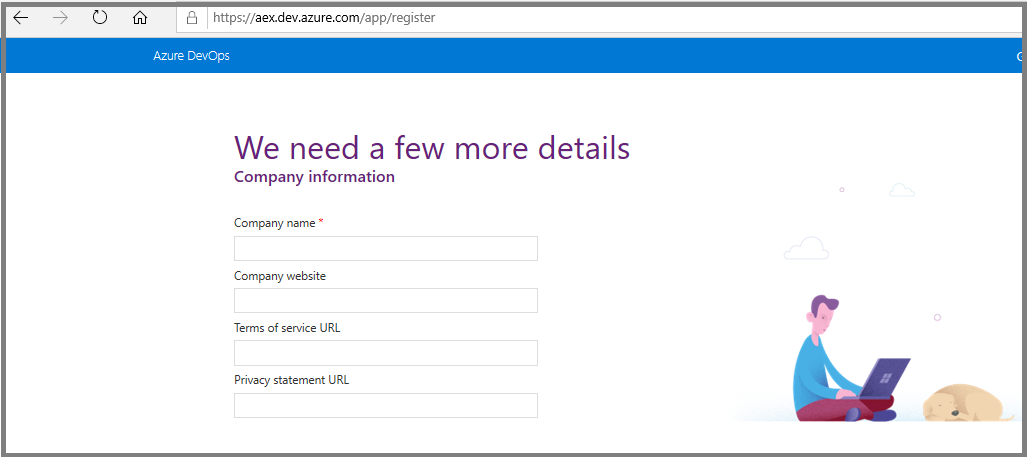 https://aex.dev.azure.com/app/register
Azure DevOps
We need a few more details
Company information
Company name *
Company website
Terms of service URL
Privacy statement URL